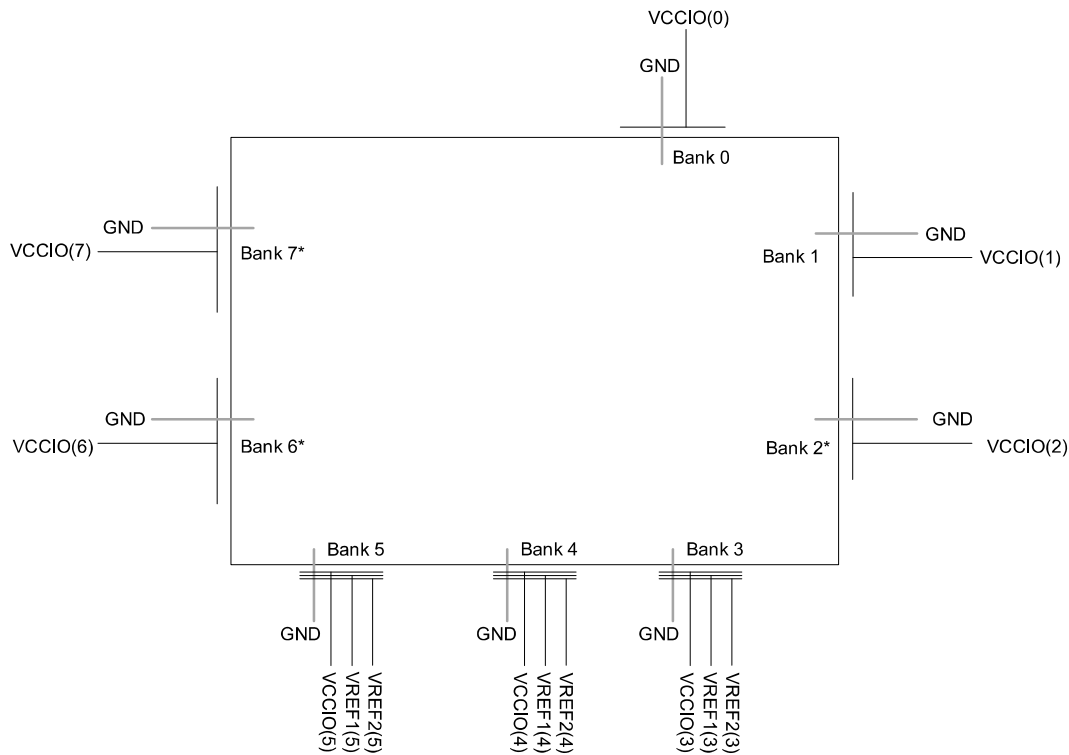 VCCIO(0)
GND
Bank 0
GND
VCCIO(7)
Bank 7*
Bank 1
GND
VCCIO(1)
GND
VCCIO(6)
Bank 6*
Bank 2*
GND
VCCIO(2)
Bank 5
Bank 4
Bank 3
GND
GND
GND
VCCIO(5)
VREF1(5)
VREF2(5)
VCCIO(4)
VREF1(4)
VREF2(4)
VCCIO(3)
VREF1(3)
VREF2(3)